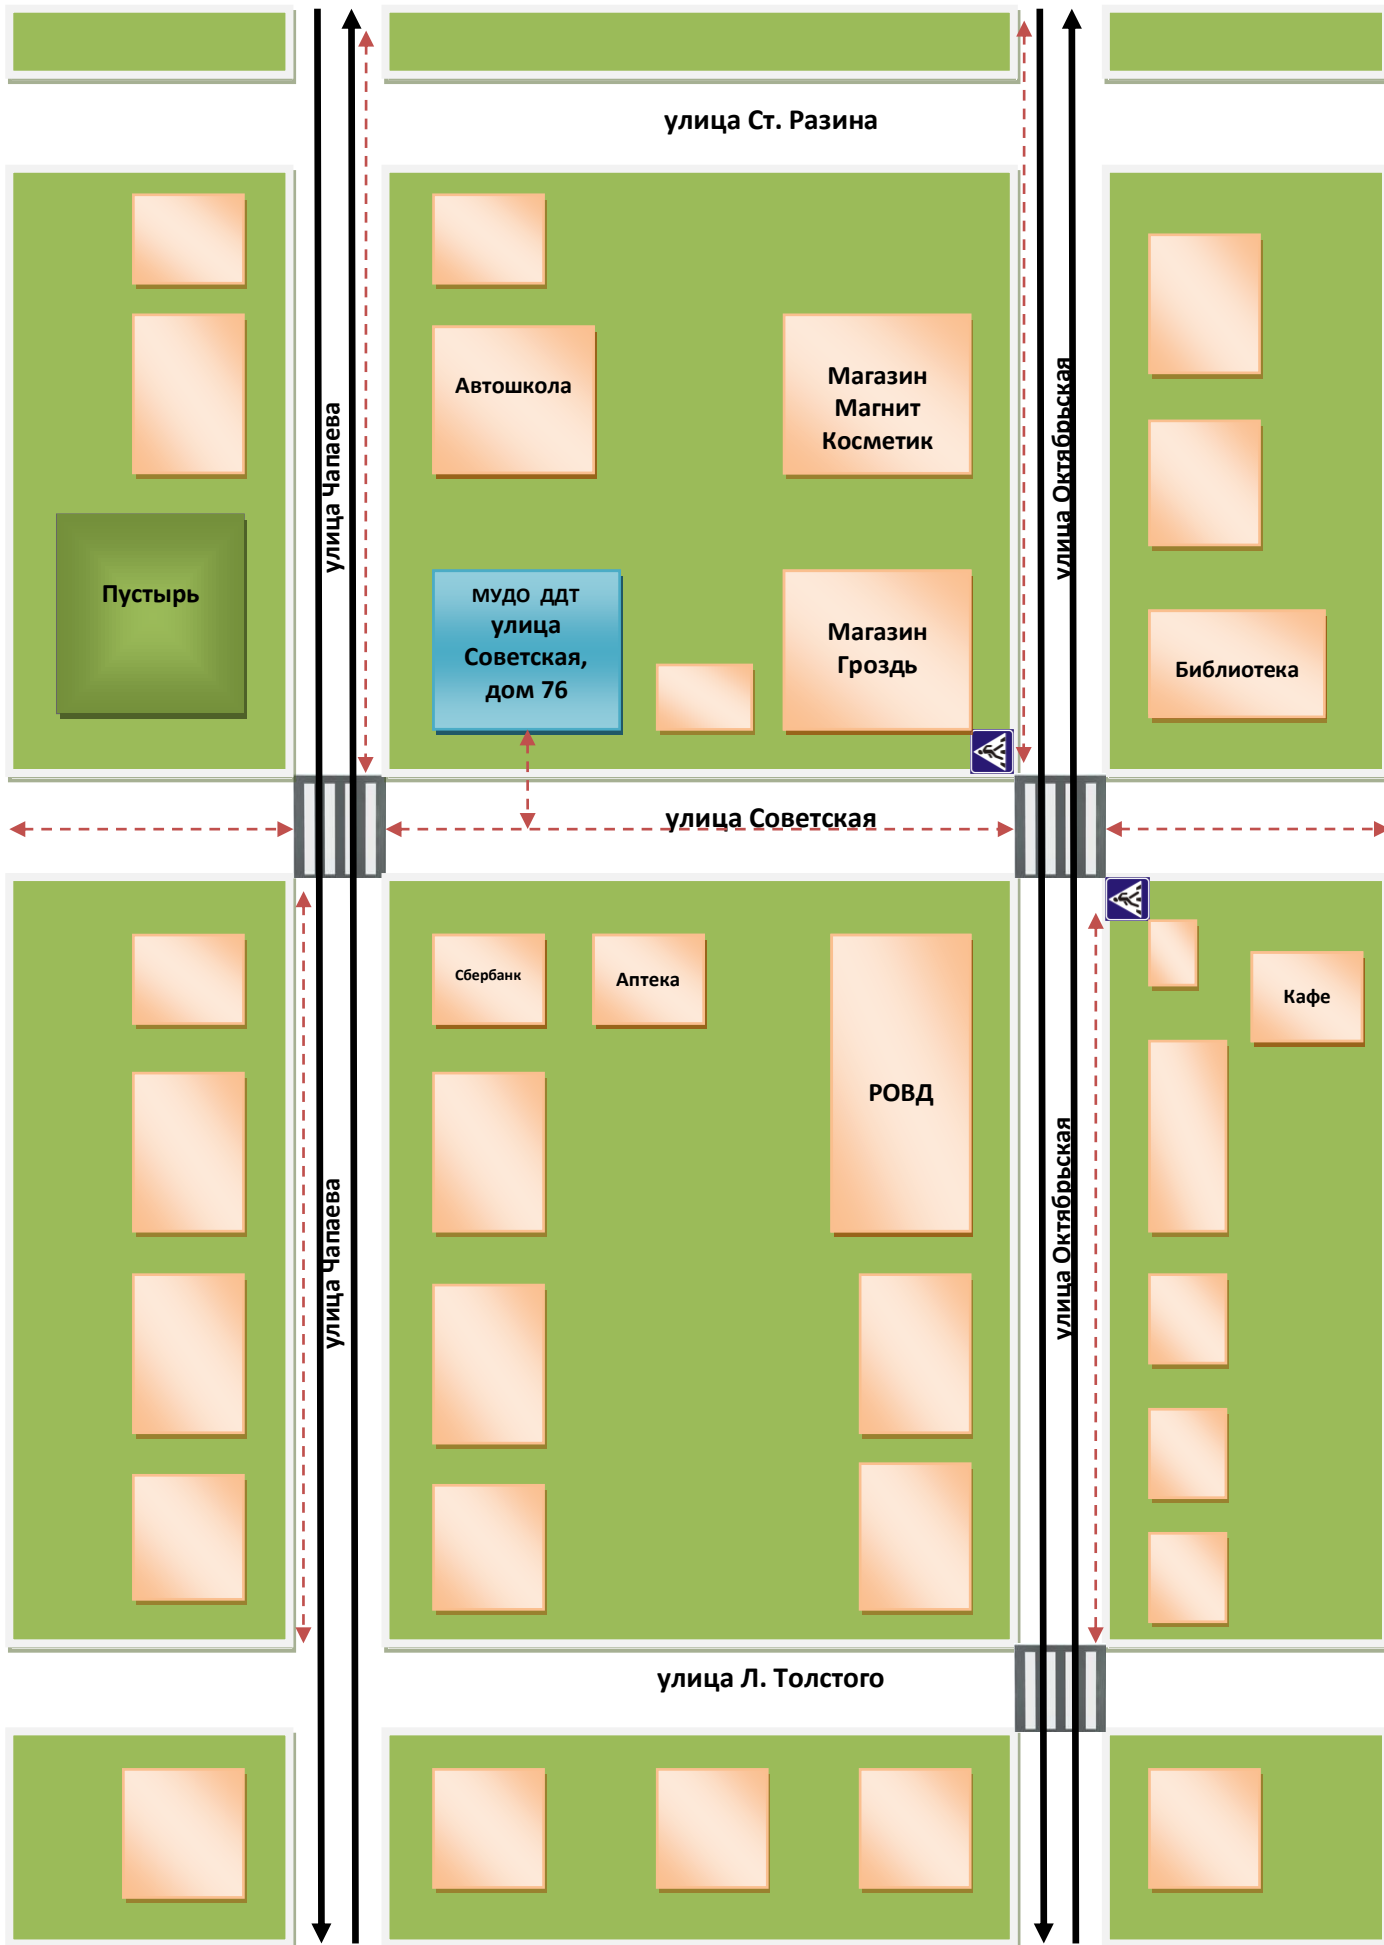 улица Ст. Разина
Автошкола
Магазин
Магнит
Косметик
улица Чапаева
улица Октябрьская
Пустырь
МУДО ДДТ
улица
Советская,
дом 76
Магазин
Гроздь
Библиотека
улица Советская
Сбербанк
Аптека
Кафе
РОВД
улица Чапаева
улица Октябрьская
улица Л. Толстого